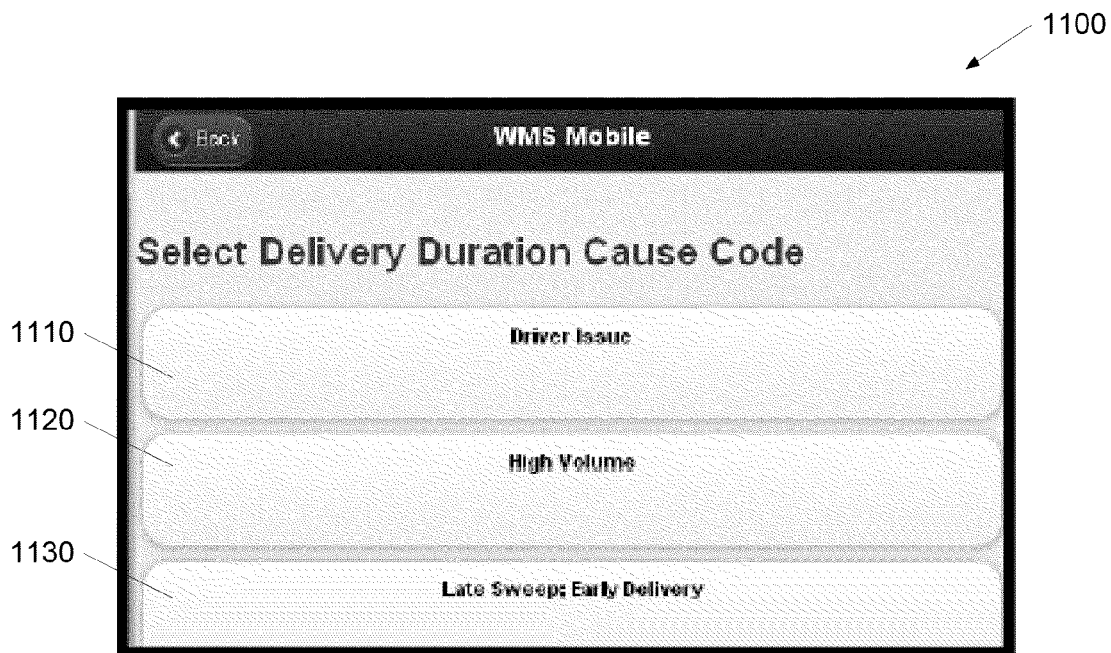 1100
Back
WMS Mobile
Select Delivery Duration Cause Code
1110
Driver Issue
1120
High Volume
1130
Late Sweep: Early Delivery